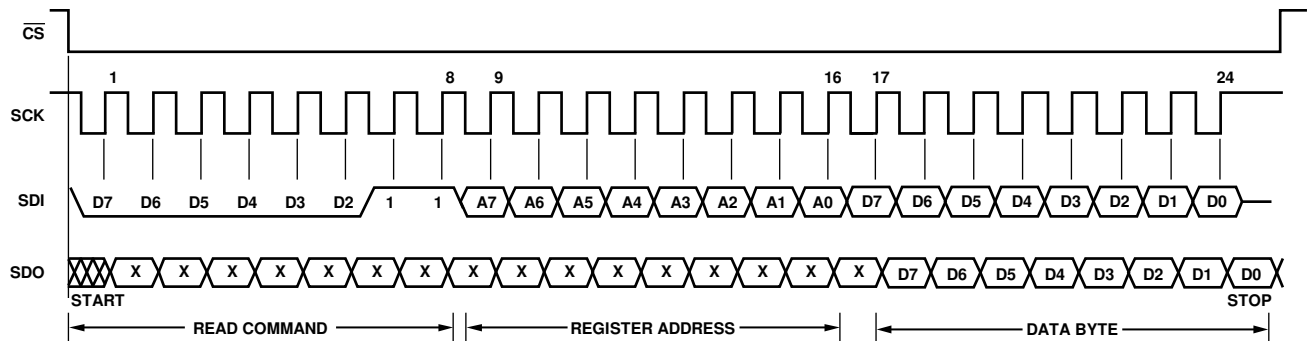 CS
1 8 9 16 17 24
SCK
SDI D7 D6 D5 D4 D3 D2 1 1 A7 A6 A5 A4 A3 A2 A1 A0 D7 D6 D5 D4 D3 D2 D1 D0
SDO X X X X X X X X X X X X X X X X D7 D6 D5 D4 D3 D2 D1 D0
START STOP
READ COMMAND REGISTER ADDRESS DATA BYTE